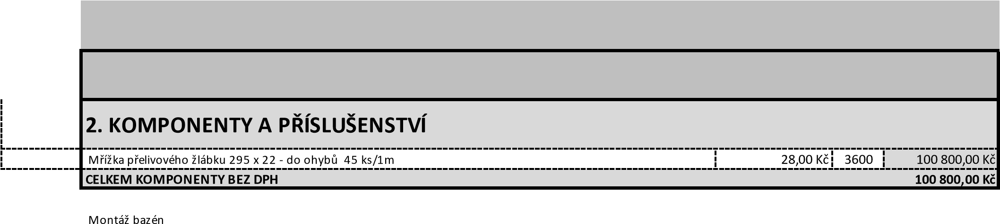 2. KOMPONENTY A PŘÍSLUŠENSTVÍ
Mřížka přelivového žlábku 295 x 22 - do ohybů  45 ks/1m 28,00 Kč 3600 100 800,00 Kč
CELKEM KOMPONENTY BEZ DPH 100 800,00 Kč
Montáž bazén